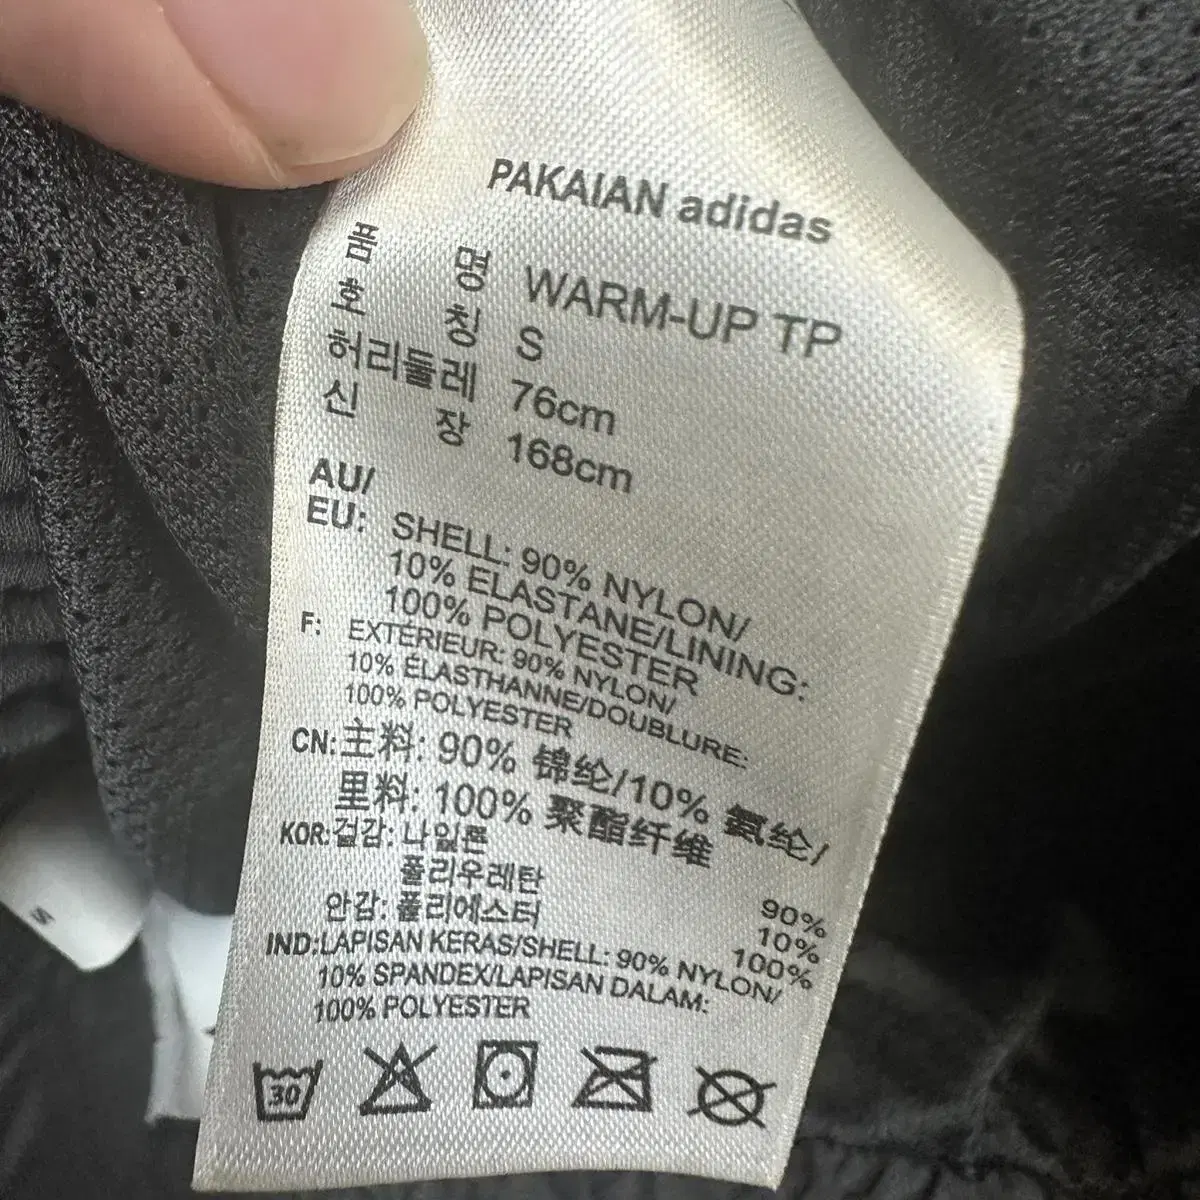 PAKAIAN adidas
품 명 WARM-UP TP
호 칭 S
허리둘레 76cm
신 장 168cm
AU/
EU: SHELL: 90% NYLON/
10% ELASTANE/LINING:
100% POLYESTER
F: EXTÉRIEUR: 90% NYLON/
10% ÉLASTHANNE/DOUBLURE:
100% POLYESTER
CN:主料: 90% 锦纶/10% 氨纶/
里料: 100% 聚酯纤维
KOR:겉감: 나일론 90%
폴리우레탄 10%
안감: 폴리에스터 100%
IND:LAPISAN KERAS/SHELL: 90% NYLON/
10% SPANDEX/LAPISAN DALAM:
100% POLYESTER
30
S